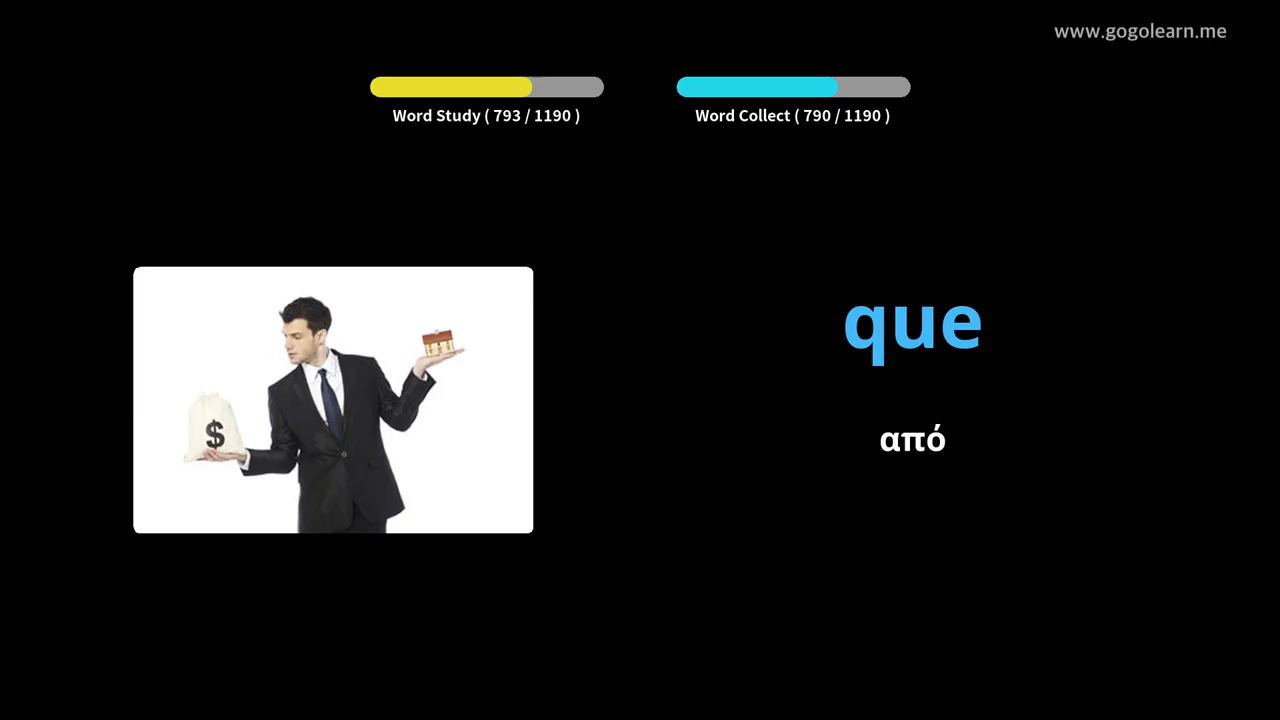 www.gogolearn.me
Word Study ( 793 / 1190 )
Word Collect ( 790 / 1190 )
$
que
από